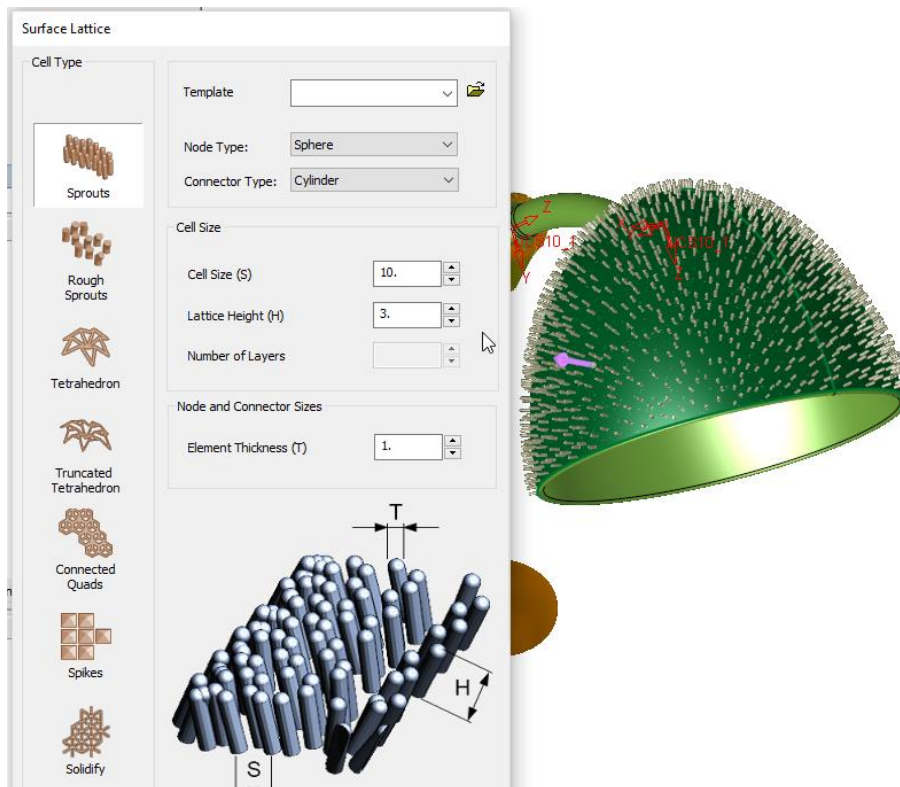 Surface Lattice
Cell Type
Sprouts
Rough
Sprouts
Tetrahedron
Truncated
Tetrahedron
Connected
Quads
Spikes
Solidify
Template
Node Type: Sphere
Connector Type: Cylinder
Cell Size
Cell Size (S) 10.
Lattice Height (H) 3.
Number of Layers
Node and Connector Sizes
Element Thickness (T) 1.
T
H
S
Z
Y